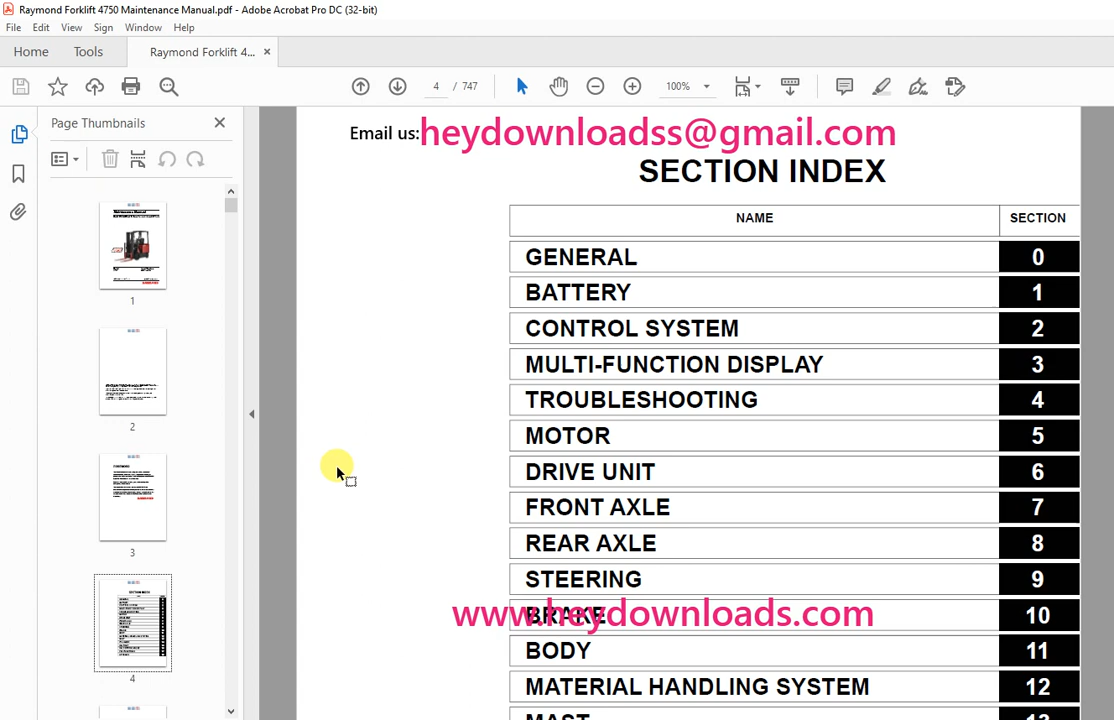 Raymond Forklift 4750 Maintenance Manual.pdf - Adobe Acrobat Pro DC (32-bit)
File Edit View Sign Window Help
Home Tools Raymond Forklift 4... ×
4 / 747 100%
Page Thumbnails
1
2
3
4
Email us:heydownloadss@gmail.com
SECTION INDEX
NAME SECTION
GENERAL 0
BATTERY 1
CONTROL SYSTEM 2
MULTI-FUNCTION DISPLAY 3
TROUBLESHOOTING 4
MOTOR 5
DRIVE UNIT 6
FRONT AXLE 7
REAR AXLE 8
STEERING 9
BRAKE 10
www.heydownloads.com
BODY 11
MATERIAL HANDLING SYSTEM 12
MAST 13